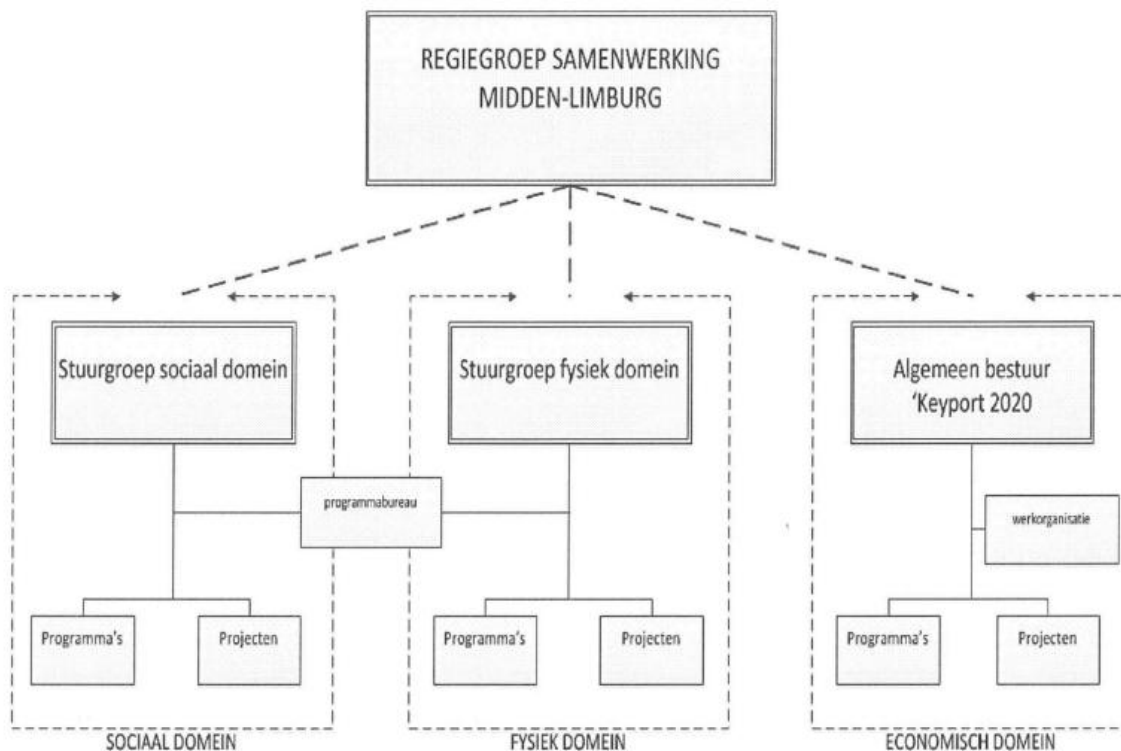 REGIEGROEP SAMENWERKING
MIDDEN-LIMBURG
Stuurgroep sociaal domein
Stuurgroep fysiek domein
Algemeen bestuur
'Keyport 2020
programmabureau
werkorganisatie
Programma's
Projecten
Programma's
Projecten
Programma's
Projecten
SOCIAAL DOMEIN
FYSIEK DOMEIN
ECONOMISCH DOMEIN